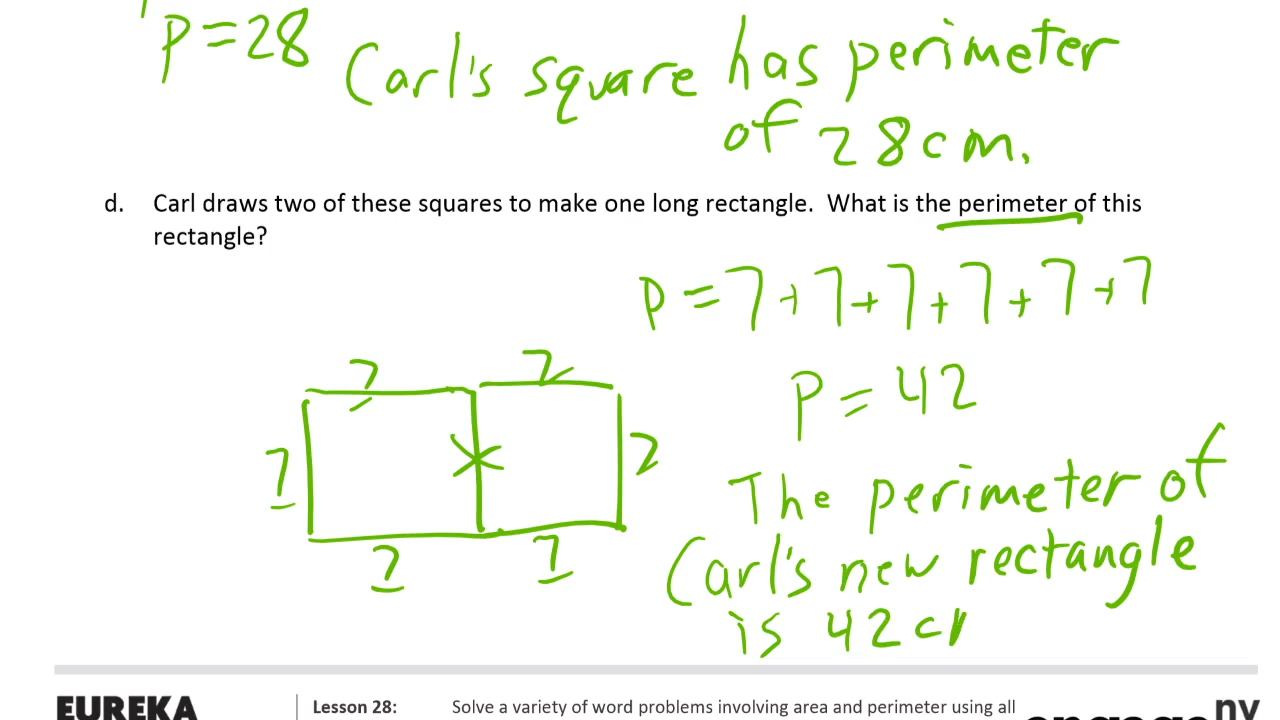 P=28
Carl's square has perimeter
of 28cm.
d. Carl draws two of these squares to make one long rectangle. What is the perimeter of this
rectangle?
P=7+7+7+7+7+7
7
7
P=42
7
7
The perimeter of
7
7
Carl's new rectangle
is 42
EUREKA
Lesson 28: Solve a variety of word problems involving area and perimeter using all
ny